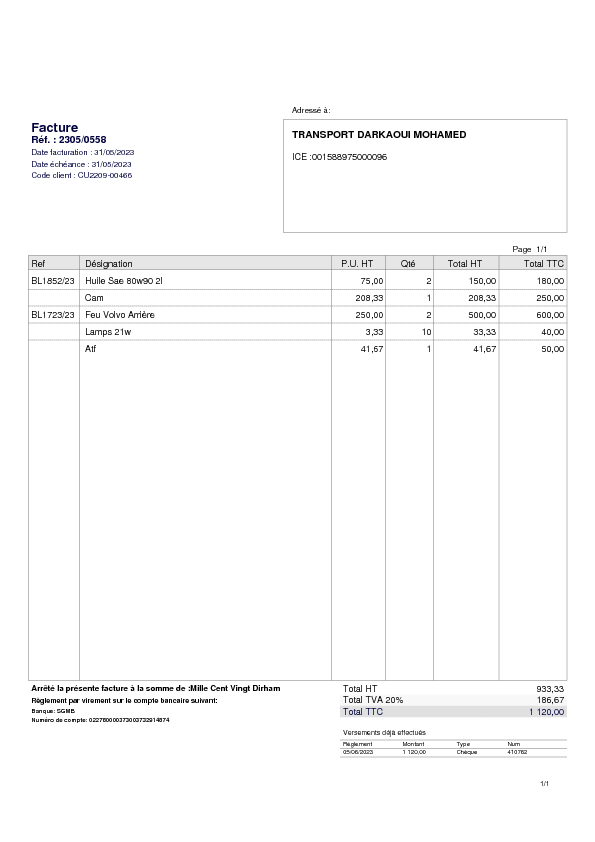 Adressé à:
Facture
Réf. : 2305/0558
Date facturation : 31/05/2023
Date échéance : 31/05/2023
Code client : CU2209-00466
TRANSPORT DARKAOUI MOHAMED
ICE :001588975000096
Page 1/1
Ref Désignation P.U. HT Qté Total HT Total TTC
BL1852/23 Huile Sae 80w90 2l 75,00 2 150,00 180,00
Cam 208,33 1 208,33 250,00
BL1723/23 Feu Volvo Arrière 250,00 2 500,00 600,00
Lamps 21w 3,33 10 33,33 40,00
Atf 41,67 1 41,67 50,00
Arrêté la présente facture à la somme de :Mille Cent Vingt Dirham
Règlement par virement sur le compte bancaire suivant:
Banque: SGMB
Numéro de compte:
Total HT 933,33
Total TVA 20% 186,67
Total TTC 1 120,00
Versements déjà effectués
Règlement Montant Type Num
05/06/2023 1 120,00 Chèque 410762
1/1